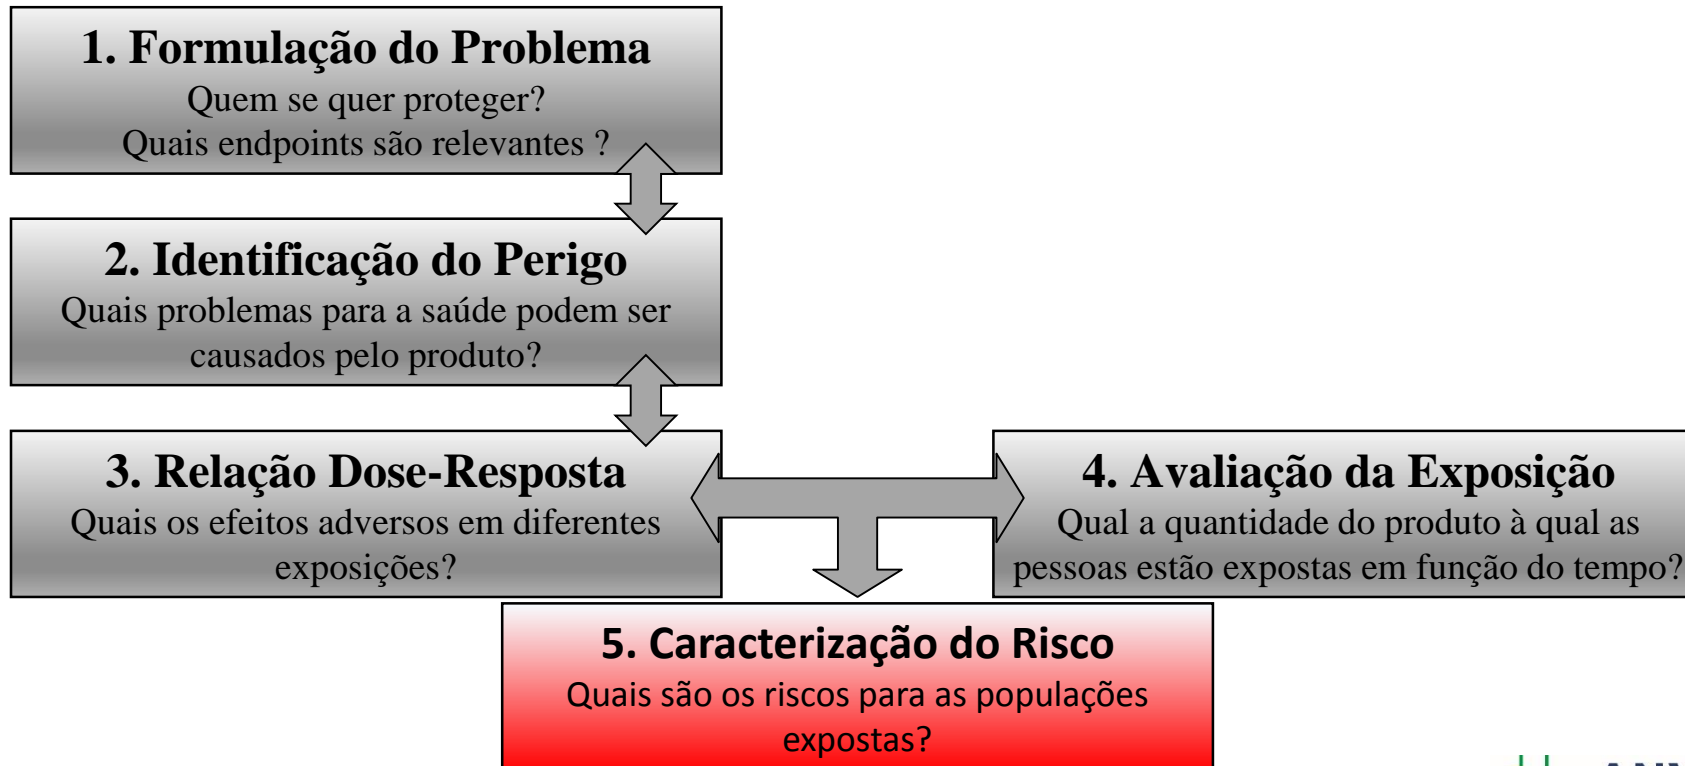 1. Formulação do Problema
Quem se quer proteger?
Quais endpoints são relevantes ?
2. Identificação do Perigo
Quais problemas para a saúde podem ser
causados pelo produto?
3. Relação Dose-Resposta
Quais os efeitos adversos em diferentes
exposições?
4. Avaliação da Exposição
Qual a quantidade do produto à qual as
pessoas estão expostas em função do tempo?
5. Caracterização do Risco
Quais são os riscos para as populações
expostas?